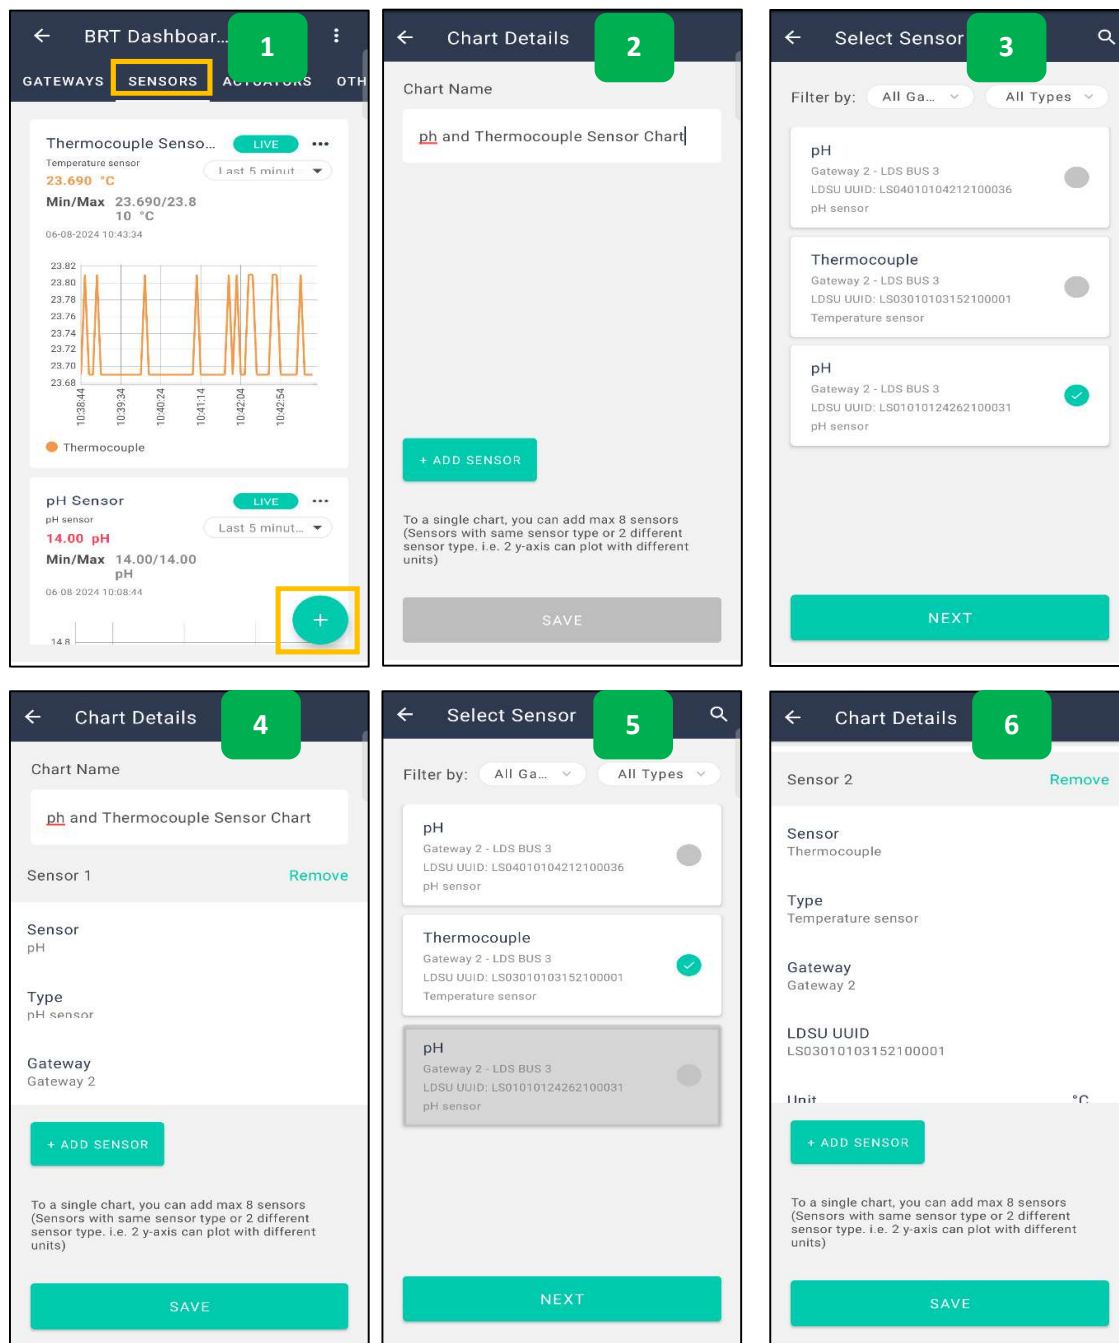 BRT Dashboar...
1
GATEWAYS SENSORS ACTUATORS OTH
Thermocouple Senso... LIVE
Temperature sensor
23.690 °C
Last 5 minut...
Min/Max 23.690/23.8
10 °C
06-08-2024 10:43:34
23.82
23.80
23.78
23.76
23.74
23.72
23.70
23.68
10:38:44
10:39:34
10:40:24
10:41:14
10:42:04
10:42:54
Thermocouple
pH Sensor LIVE
pH sensor
14.00 pH
Last 5 minut...
Min/Max 14.00/14.00
pH
06-08-2024 10:08:44
14.8
+
Chart Details
2
Chart Name
ph and Thermocouple Sensor Chart
+ ADD SENSOR
To a single chart, you can add max 8 sensors
(Sensors with same sensor type or 2 different
sensor type. i.e. 2 y-axis can plot with different
units)
SAVE
Select Sensor
3
Filter by: All Ga... All Types
pH
Gateway 2 - LDS BUS 3
LDSU UUID: LS04010104212100036
pH sensor
Thermocouple
Gateway 2 - LDS BUS 3
LDSU UUID: LS03010103152100001
Temperature sensor
pH
Gateway 2 - LDS BUS 3
LDSU UUID: LS01010124262100031
pH sensor
NEXT
Chart Details
4
Chart Name
ph and Thermocouple Sensor Chart
Sensor 1 Remove
Sensor
pH
Type
pH sensor
Gateway
Gateway 2
+ ADD SENSOR
To a single chart, you can add max 8 sensors
(Sensors with same sensor type or 2 different
sensor type. i.e. 2 y-axis can plot with different
units)
SAVE
Select Sensor
5
Filter by: All Ga... All Types
pH
Gateway 2 - LDS BUS 3
LDSU UUID: LS04010104212100036
pH sensor
Thermocouple
Gateway 2 - LDS BUS 3
LDSU UUID: LS03010103152100001
Temperature sensor
pH
Gateway 2 - LDS BUS 3
LDSU UUID: LS01010124262100031
pH sensor
NEXT
Chart Details
6
Sensor 2 Remove
Sensor
Thermocouple
Type
Temperature sensor
Gateway
Gateway 2
LDSU UUID
LS03010103152100001
Unit °C
+ ADD SENSOR
To a single chart, you can add max 8 sensors
(Sensors with same sensor type or 2 different
sensor type. i.e. 2 y-axis can plot with different
units)
SAVE